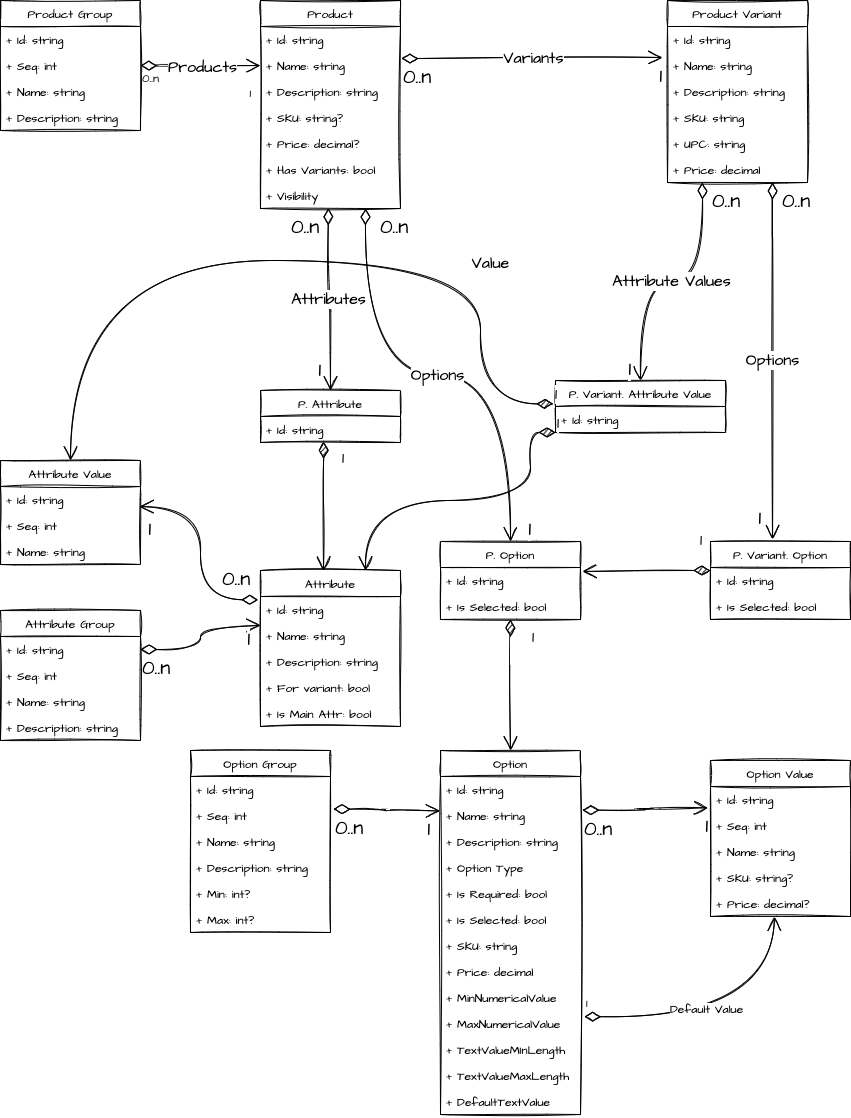 Product Group
+ Id: string
+ Seq: int
+ Name: string
+ Description: string
Products
0..n
1
Product
+ Id: string
+ Name: string
+ Description: string
+ SKU: string?
+ Price: decimal?
+ Has Variants: bool
+ Visibility
Variants
0..n
1
Product Variant
+ Id: string
+ Name: string
+ Description: string
+ SKU: string
+ UPC: string
+ Price: decimal
0..n
0..n
0..n
0..n
Value
Attributes
Attribute Values
Options
Options
1
1
P. Attribute
+ Id: string
1
P. Variant. Attribute Value
+ Id: string
1
1
Attribute Value
+ Id: string
+ Seq: int
+ Name: string
1
0..n
Attribute Group
+ Id: string
+ Seq: int
+ Name: string
+ Description: string
0..n
1
Attribute
+ Id: string
+ Name: string
+ Description: string
+ For variant: bool
+ Is Main Attr: bool
1
P. Option
+ Id: string
+ Is Selected: bool
1
1
1
P. Variant. Option
+ Id: string
+ Is Selected: bool
Option Group
+ Id: string
+ Seq: int
+ Name: string
+ Description: string
+ Min: int?
+ Max: int?
0..n
1
Option
+ Id: string
+ Name: string
+ Description: string
+ Option Type
+ Is Required: bool
+ Is Selected: bool
+ SKU: string
+ Price: decimal
+ MinNumericalValue
+ MaxNumericalValue
+ TextValueMinLength
+ TextValueMaxLength
+ DefaultTextValue
0..n
1
Option Value
+ Id: string
+ Seq: int
+ Name: string
+ SKU: string?
+ Price: decimal?
1
Default Value